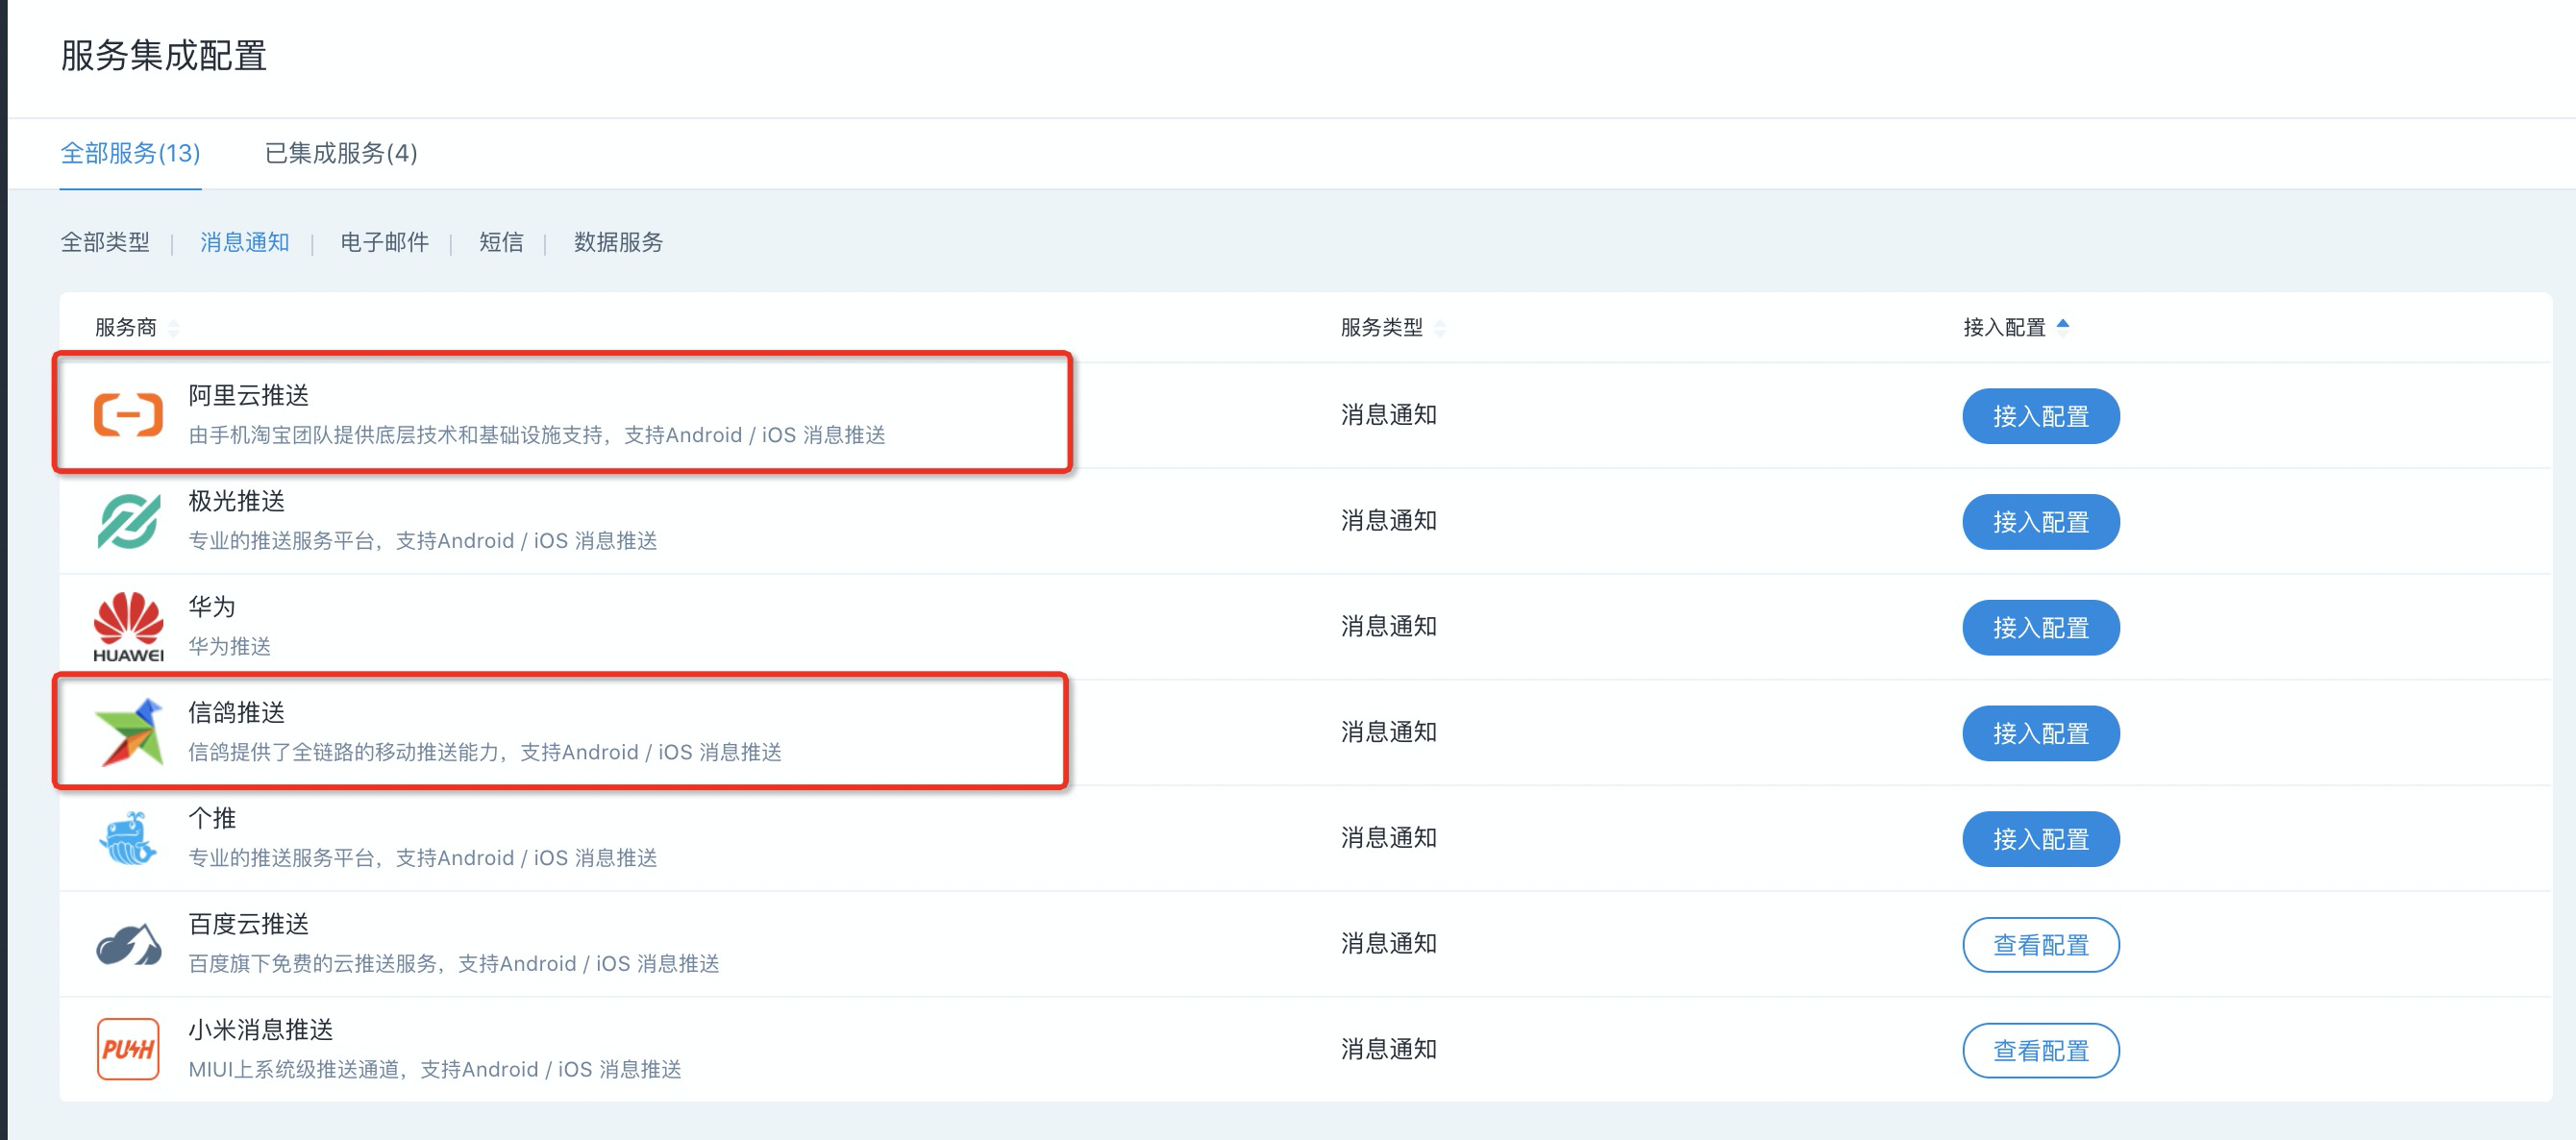 服务集成配置
全部服务(13) 已集成服务(4)
全部类型 | 消息通知 | 电子邮件 | 短信 | 数据服务
服务商 服务类型 接入配置
阿里云推送
由手机淘宝团队提供底层技术和基础设施支持，支持Android / iOS 消息推送
消息通知
接入配置
极光推送
专业的推送服务平台，支持Android / iOS 消息推送
消息通知
接入配置
HUAWEI
华为
华为推送
消息通知
接入配置
信鸽推送
信鸽提供了全链路的移动推送能力，支持Android / iOS 消息推送
消息通知
接入配置
个推
专业的推送服务平台，支持Android / iOS 消息推送
消息通知
接入配置
百度云推送
百度旗下免费的云推送服务，支持Android / iOS 消息推送
消息通知
查看配置
PUSH
小米消息推送
MIUI上系统级推送通道，支持Android / iOS 消息推送
消息通知
查看配置